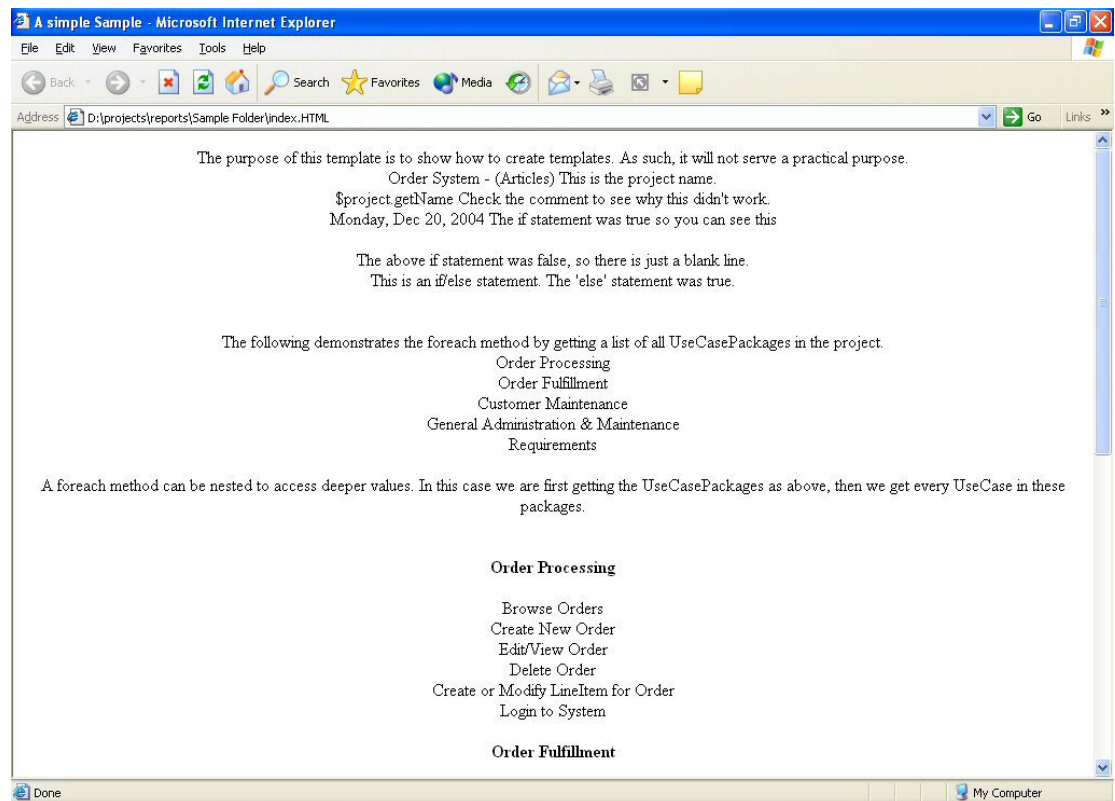 A simple Sample - Microsoft Internet Explorer
File Edit View Favorites Tools Help
Back Search Favorites Media
Address D:\projects\reports\Sample Folder\index.HTML Go Links »
The purpose of this template is to show how to create templates. As such, it will not serve a practical purpose.
Order System - (Articles) This is the project name.
$project.getName Check the comment to see why this didn't work.
Monday, Dec 20, 2004 The if statement was true so you can see this
The above if statement was false, so there is just a blank line.
This is an if/else statement. The 'else' statement was true.
The following demonstrates the foreach method by getting a list of all UseCasePackages in the project.
Order Processing
Order Fulfillment
Customer Maintenance
General Administration & Maintenance
Requirements
A foreach method can be nested to access deeper values. In this case we are first getting the UseCasePackages as above, then we get every UseCase in these
packages.
Order Processing
Browse Orders
Create New Order
Edit/View Order
Delete Order
Create or Modify LineItem for Order
Login to System
Order Fulfillment
Done My Computer